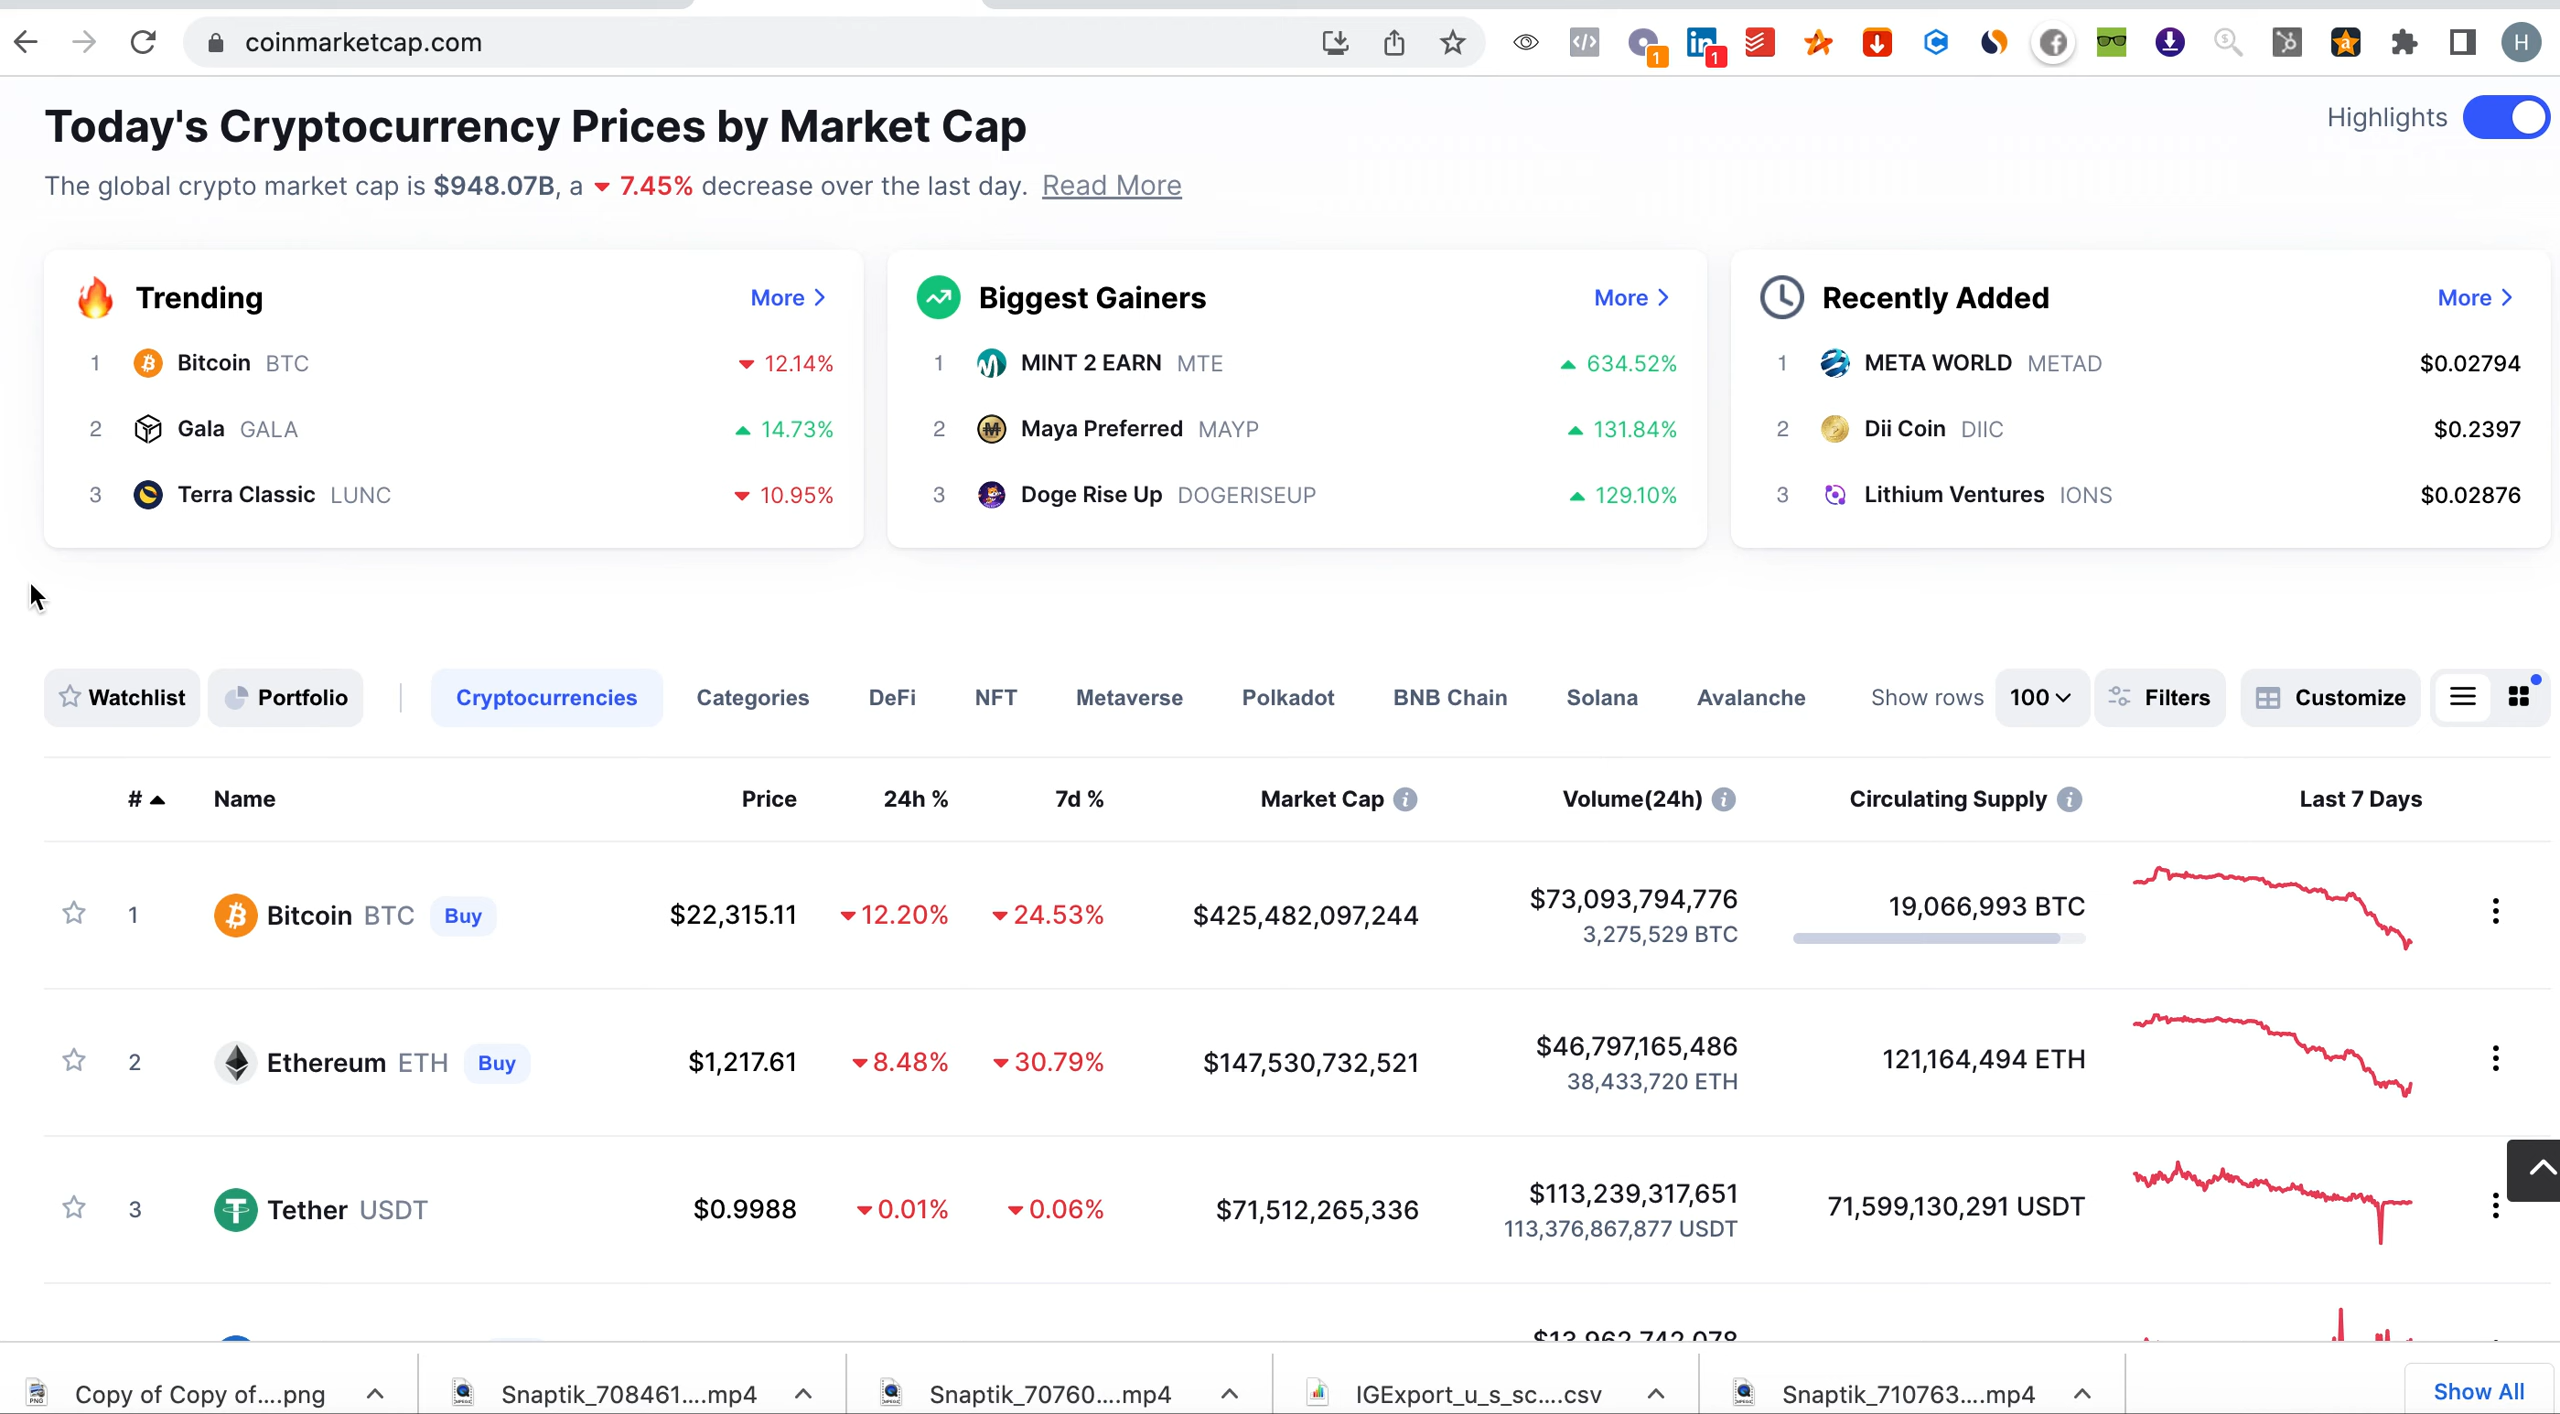 coinmarketcap.com
1
in
1
a
H
Today's Cryptocurrency Prices by Market Cap
Highlights
The global crypto market cap is $948.07B, a 7.45% decrease over the last day. Read More
Trending
More >
1 Bitcoin BTC 12.14%
2 Gala GALA 14.73%
3 Terra Classic LUNC 10.95%
Biggest Gainers
More >
1 MINT 2 EARN MTE 634.52%
2 Maya Preferred MAYP 131.84%
3 Doge Rise Up DOGERISEUP 129.10%
Recently Added
More >
1 META WORLD METAD $0.02794
2 Dii Coin DIIC $0.2397
3 Lithium Ventures IONS $0.02876
Watchlist Portfolio Cryptocurrencies Categories DeFi NFT Metaverse Polkadot BNB Chain Solana Avalanche Show rows 100 Filters Customize
# Name Price 24h % 7d % Market Cap Volume(24h) Circulating Supply Last 7 Days
1 Bitcoin BTC Buy $22,315.11 12.20% 24.53% $425,482,097,244 $73,093,794,776 19,066,993 BTC
3,275,529 BTC
2 Ethereum ETH Buy $1,217.61 8.48% 30.79% $147,530,732,521 $46,797,165,486 121,164,494 ETH
38,433,720 ETH
3 Tether USDT $0.9988 0.01% 0.06% $71,512,265,336 $113,239,317,651 71,599,130,291 USDT
113,376,867,877 USDT
$13,962,742,078
Copy of Copy of....png Snaptik_708461....mp4 Snaptik_70760....mp4 IGExport_u_s_sc....csv Snaptik_710763....mp4 Show All